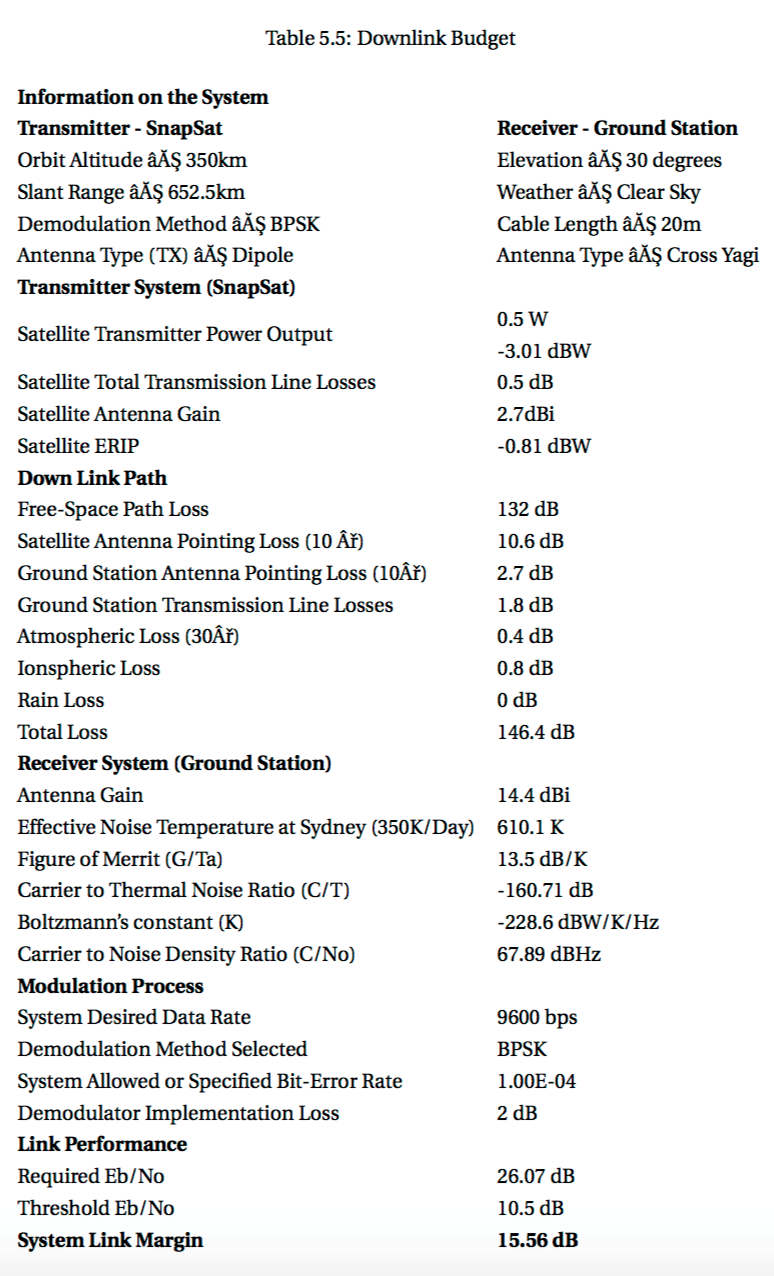 Table 5.5: Downlink Budget
Information on the System
Transmitter - SnapSat Receiver - Ground Station
Orbit Altitude âĂŞ 350km Elevation âĂŞ 30 degrees
Slant Range âĂŞ 652.5km Weather âĂŞ Clear Sky
Demodulation Method âĂŞ BPSK Cable Length âĂŞ 20m
Antenna Type (TX) âĂŞ Dipole Antenna Type âĂŞ Cross Yagi
Transmitter System (SnapSat)
Satellite Transmitter Power Output 0.5 W
-3.01 dBW
Satellite Total Transmission Line Losses 0.5 dB
Satellite Antenna Gain 2.7dBi
Satellite ERIP -0.81 dBW
Down Link Path
Free-Space Path Loss 132 dB
Satellite Antenna Pointing Loss (10 Âř) 10.6 dB
Ground Station Antenna Pointing Loss (10Âř) 2.7 dB
Ground Station Transmission Line Losses 1.8 dB
Atmospheric Loss (30Âř) 0.4 dB
Ionspheric Loss 0.8 dB
Rain Loss 0 dB
Total Loss 146.4 dB
Receiver System (Ground Station)
Antenna Gain 14.4 dBi
Effective Noise Temperature at Sydney (350K/Day) 610.1 K
Figure of Merrit (G/Ta) 13.5 dB/K
Carrier to Thermal Noise Ratio (C/T) -160.71 dB
Boltzmann's constant (K) -228.6 dBW/K/Hz
Carrier to Noise Density Ratio (C/No) 67.89 dBHz
Modulation Process
System Desired Data Rate 9600 bps
Demodulation Method Selected BPSK
System Allowed or Specified Bit-Error Rate 1.00E-04
Demodulator Implementation Loss 2 dB
Link Performance
Required Eb/No 26.07 dB
Threshold Eb/No 10.5 dB
System Link Margin 15.56 dB